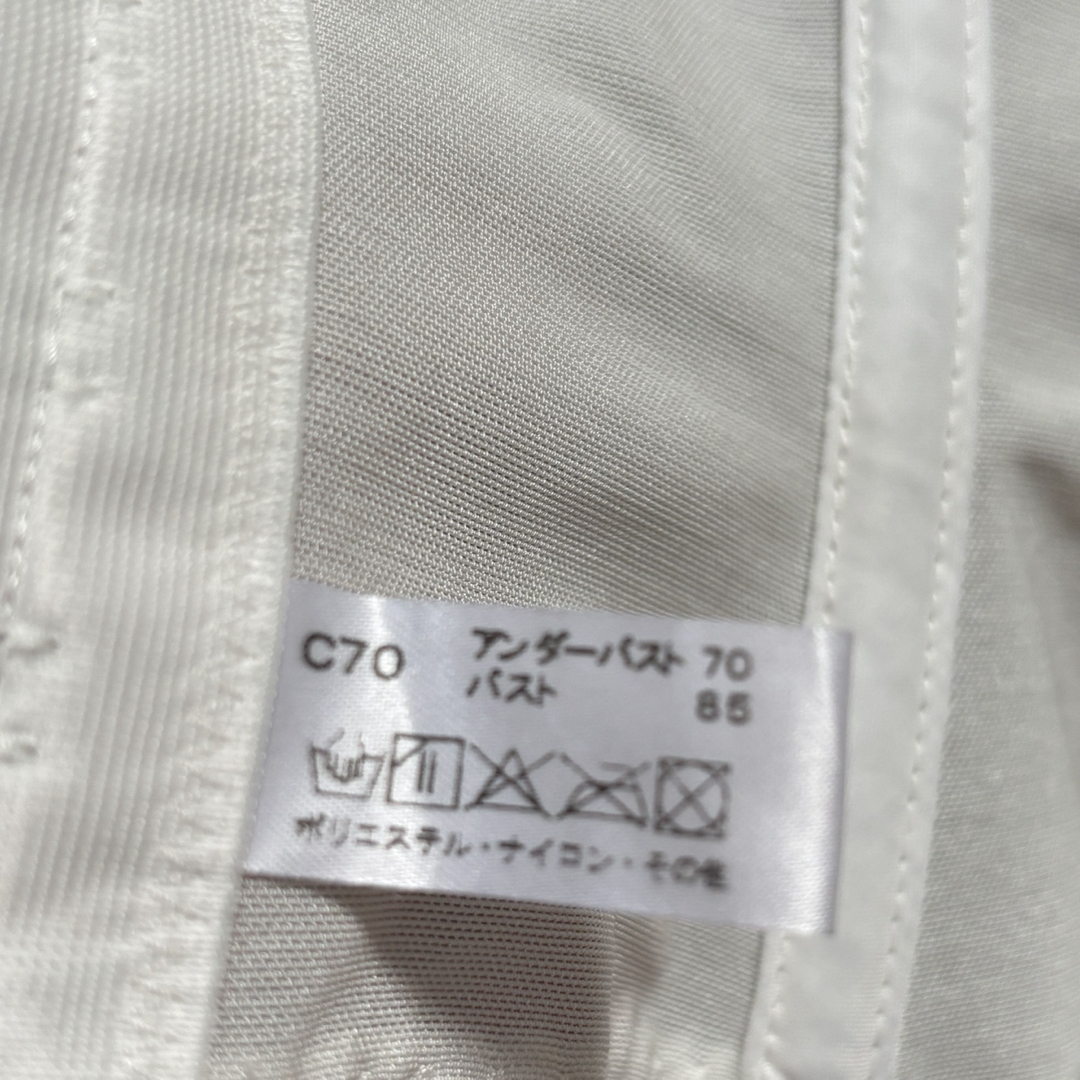 C70 アンダーバスト 70
バスト 85
ポリエステル・ナイロン・その他